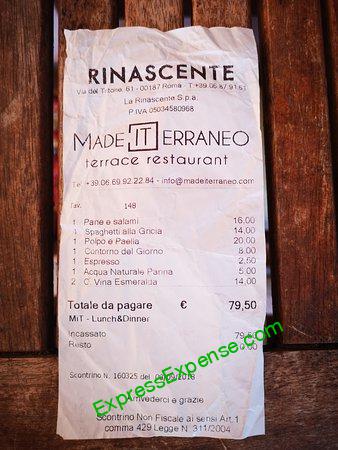 RINASCENTE
Via del Tritone, 61 - 00187 Roma - T.+39.06.87.91.61
La Rinascente S.p.a.
P.IVA 05034580968
MADE IT ERRANEO
terrace restaurant
Tel. +39.06.69.92.22.84 - info@madeiterraneo.com
Tav. 148
1 Pane e salami 16,00
Spaghetti alla Gricia 14,00
1 Polpo e Paella 20,00
1 Contorno del Giorno 8,00
1 Espresso 2,50
1 Acqua Naturale Panna 5,00
2 C. Vina Esmeralda 14,00
Totale da pagare € 79,50
MiT - Lunch&Dinner
Incassato 79,50
Resto 0,00
Scontrino N. 160325 del
ExpressExpense.com
Arrivederci e grazie
Scontrino Non Fiscale ai sensi Art.1
comma 429 Legge N. 311/2004